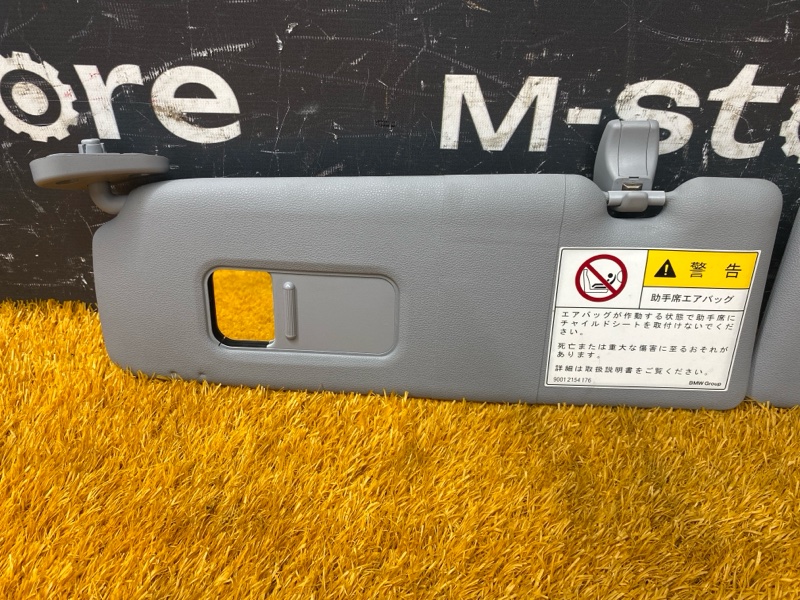 ore
M-sto
警告
助手席エアバッグ
エアバッグが作動する状態で助手席に
チャイルドシートを取付けないでくだ
さい。
死亡または重大な傷害に至るおそれが
あります。
詳細は取扱説明書をご覧ください。
9001 2154 176
BMW Group